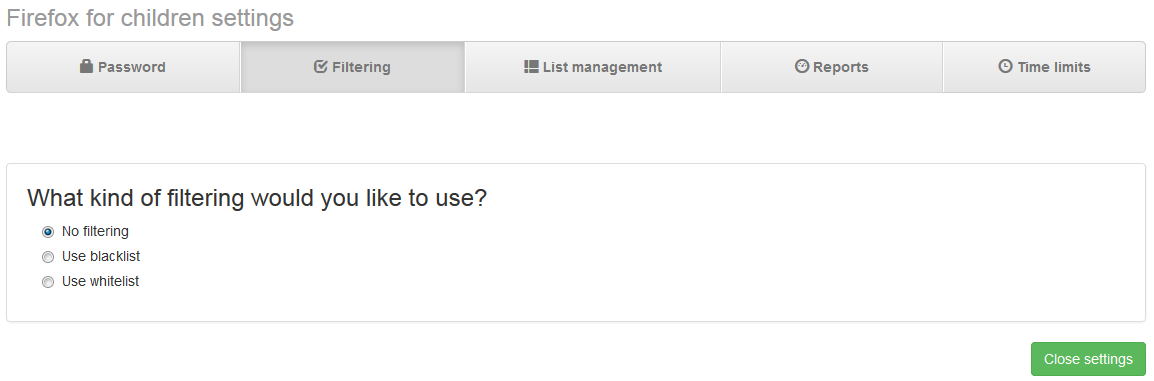 Firefox for children settings
Password Filtering List management Reports Time limits
What kind of filtering would you like to use?
No filtering
Use blacklist
Use whitelist
Close settings